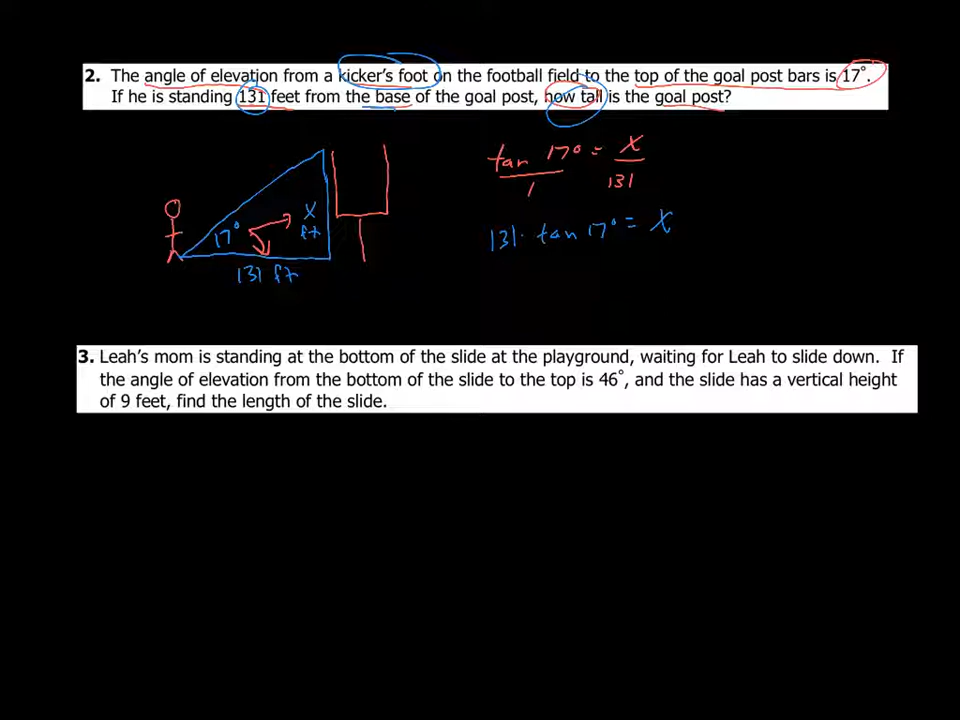 2. The angle of elevation from a kicker's foot on the football field to the top of the goal post bars is 17°.
If he is standing 131 feet from the base of the goal post, how tall is the goal post?
tan 17° = x
1 131
17° x
ft
131 ft
131 · tan 17° = x
3. Leah's mom is standing at the bottom of the slide at the playground, waiting for Leah to slide down. If
the angle of elevation from the bottom of the slide to the top is 46°, and the slide has a vertical height
of 9 feet, find the length of the slide.